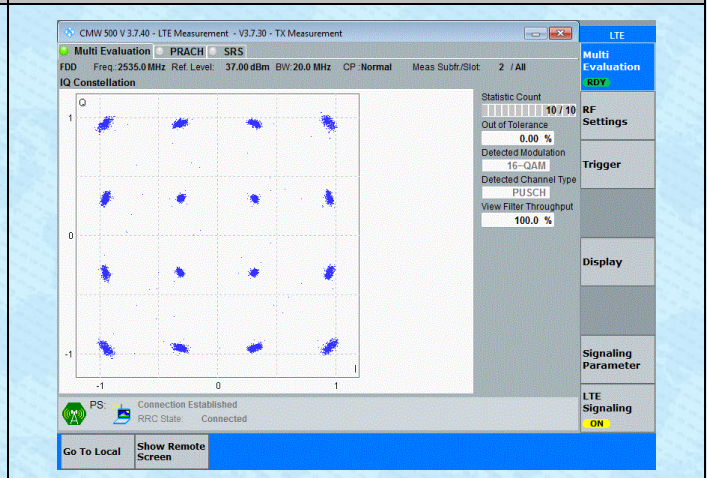 CMW 500 V 3.7.40 - LTE Measurement - V3.7.30 - TX Measurement
LTE
Multi Evaluation PRACH SRS
FDD Freq.:2535.0 MHz Ref. Level: 37.00 dBm BW:20.0 MHz CP :Normal Meas Subfr./Slot: 2 / All
IQ Constellation
Q
1
0
-1
-1 0 1
I
Statistic Count
10 / 10
Out of Tolerance
0.00 %
Detected Modulation
16-QAM
Detected Channel Type
PUSCH
View Filter Throughput
100.0 %
Multi
Evaluation
RDY
RF
Settings
Trigger
Display
Signaling
Parameter
LTE
Signaling
ON
PS: Connection Established
RRC State: Connected
Go To Local
Show Remote
Screen